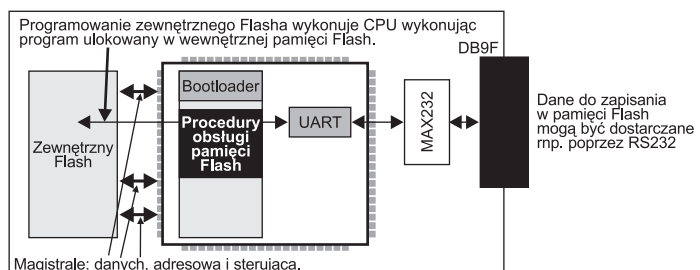 Programowanie zewnętrznego Flasha wykonuje CPU wykonując
program ulokowany w wewnętrznej pamięci Flash.
DB9F
Bootloader
Procedury
obsługi
pamięci
Flash
UART
MAX232
Zewnętrzny
Flash
Dane do zapisania
w pamięci Flash
mogą być dostarczane
rnp. poprzez RS232
Magistrale: danych, adresowa i sterująca.